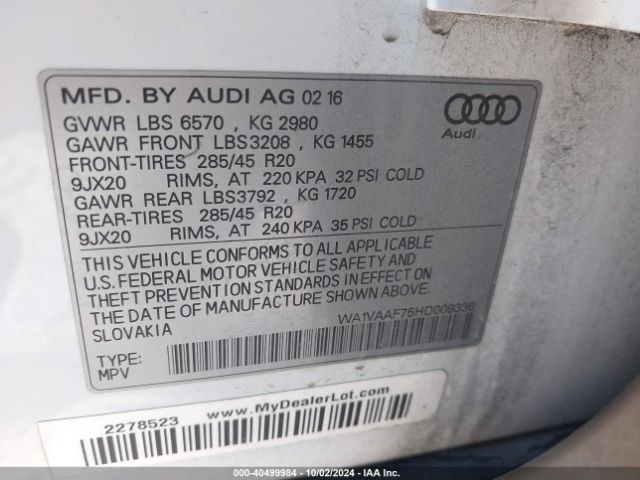 MFD. BY AUDI AG 02 16
Audi
GVWR LBS 6570 , KG 2980
GAWR FRONT LBS3208 , KG 1455
FRONT-TIRES 285/45 R20
9JX20 RIMS, AT 220 KPA 32 PSI COLD
GAWR REAR LBS3792 , KG 1720
REAR-TIRES 285/45 R20
9JX20 RIMS, AT 240 KPA 35 PSI COLD
THIS VEHICLE CONFORMS TO ALL APPLICABLE
U.S. FEDERAL MOTOR VEHICLE SAFETY AND
THEFT PREVENTION STANDARDS IN EFFECT ON
THE DATE OF MANUFACTURE SHOWN ABOVE.
SLOVAKIA
WA1VAAF75HD009336
TYPE:
MPV
2278523
www.MyDealerLot.com
000-40499984 - 10/02/2024 - IAA Inc.